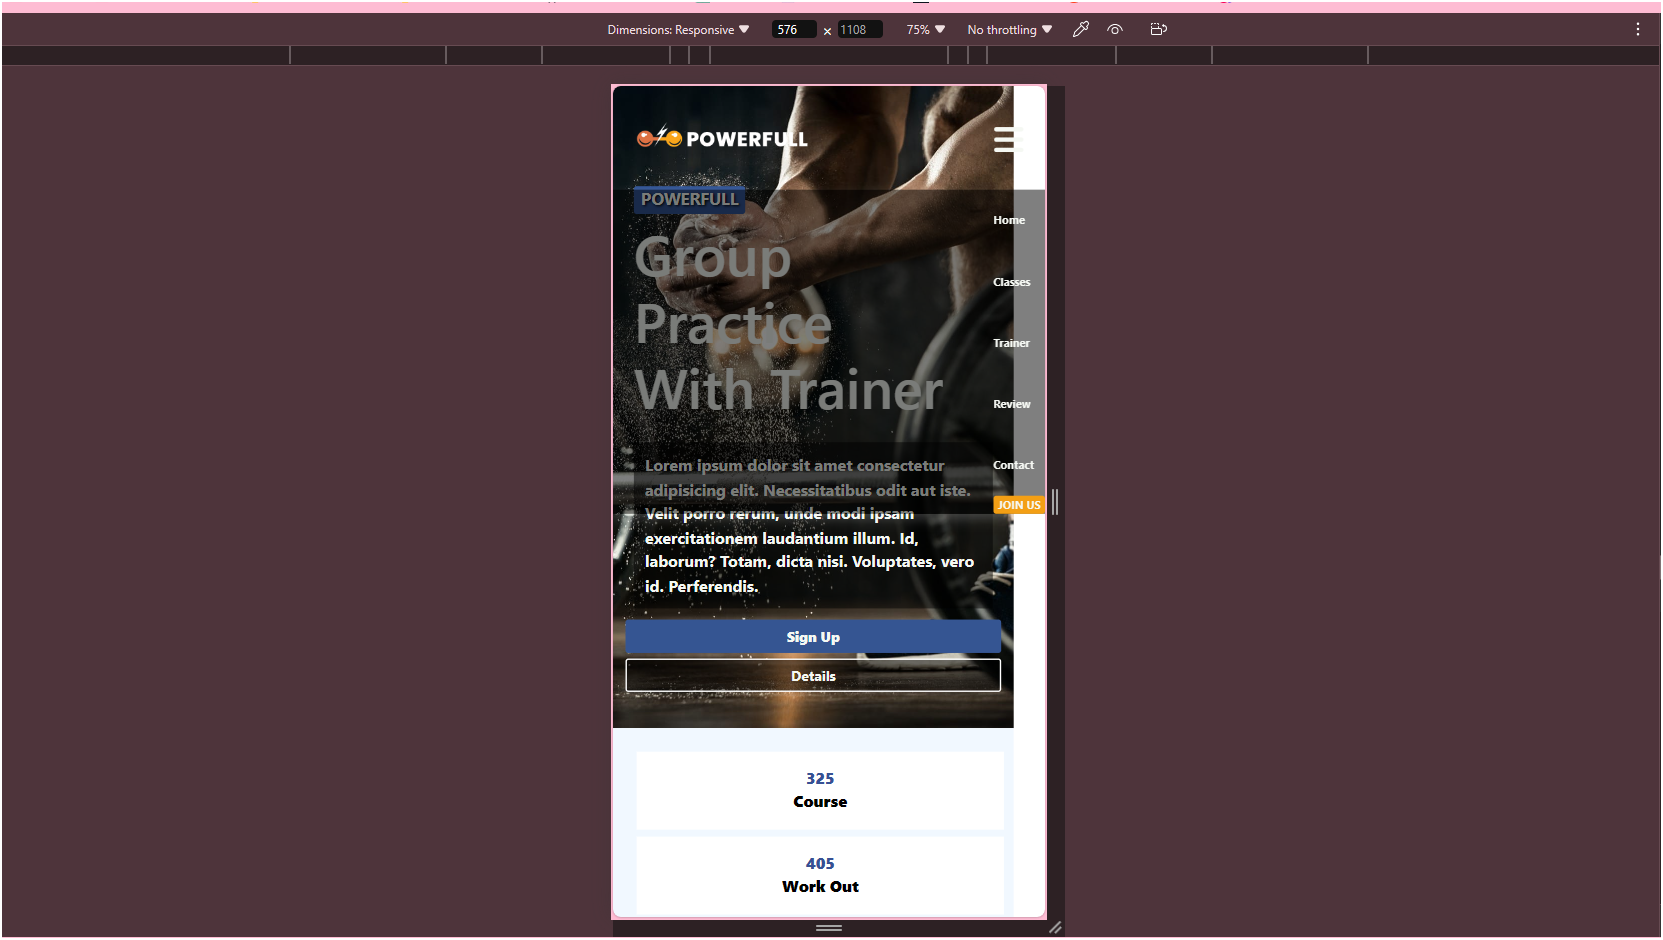 Dimensions: Responsive 576 × 1108 75% No throttling
POWERFULL
POWERFULL
Home
Group
Classes
Practice
Trainer
With Trainer
Review
Contact
Lorem ipsum dolor sit amet consectetur
adipisicing elit. Necessitatibus odit aut iste.
JOIN US
Velit porro rerum, unde modi ipsam
exercitationem laudantium illum. Id,
laborum? Totam, dicta nisi. Voluptates, vero
id. Perferendis.
Sign Up
Details
325
Course
405
Work Out